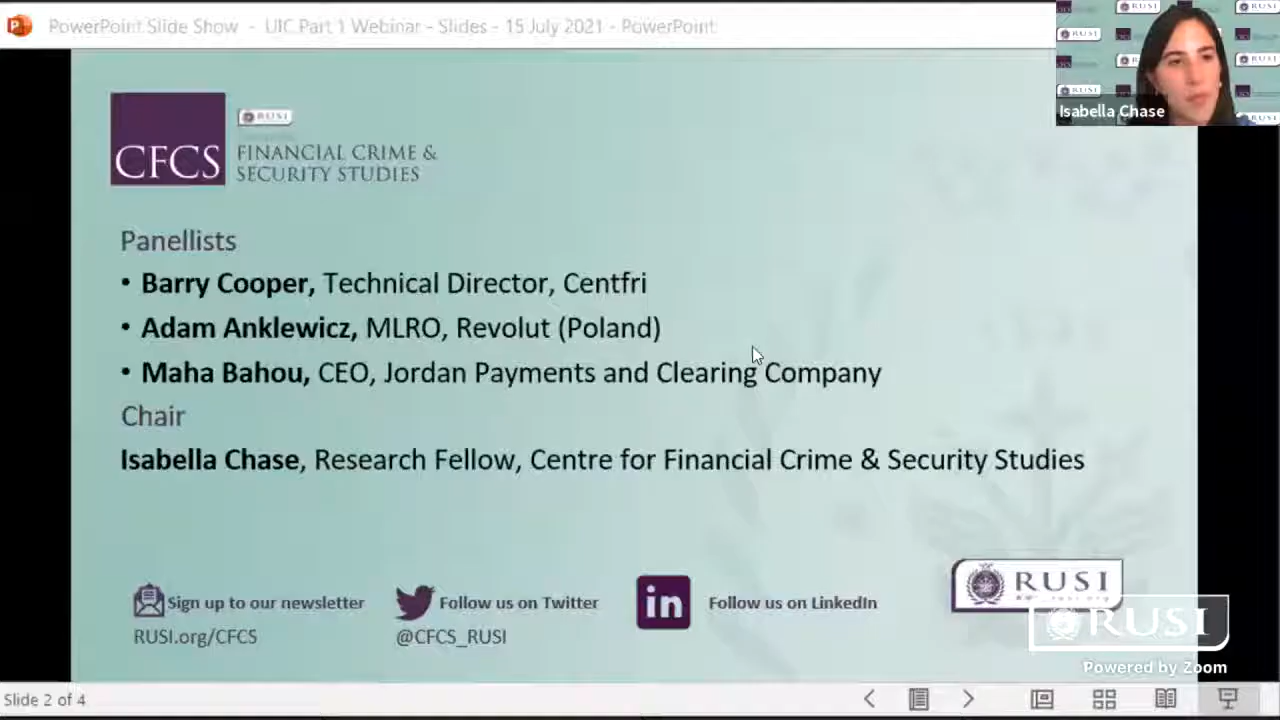 PowerPoint Slide Show - UIC Part 1 Webinar - Slides - 15 July 2021 - PowerPoint
Isabella Chase
CFCS
RUSI
FINANCIAL CRIME &
SECURITY STUDIES
Panellists
• Barry Cooper, Technical Director, Centfri
• Adam Anklewicz, MLRO, Revolut (Poland)
• Maha Bahou, CEO, Jordan Payments and Clearing Company
Chair
Isabella Chase, Research Fellow, Centre for Financial Crime & Security Studies
Sign up to our newsletter
RUSI.org/CFCS
Follow us on Twitter
@CFCS_RUSI
in
Follow us on LinkedIn
RUSI
RUSI
Powered by Zoom
Slide 2 of 4